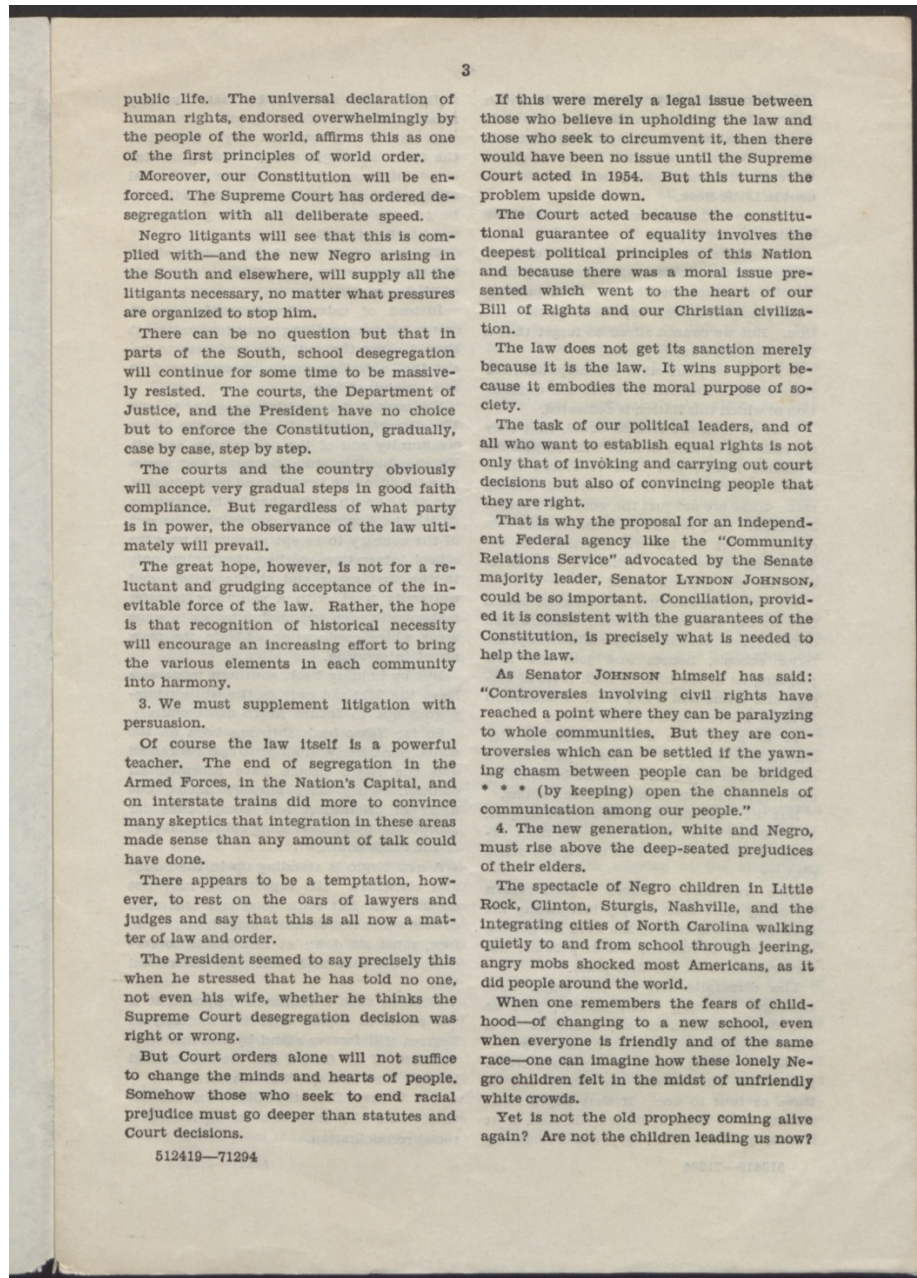 3
public life. The universal declaration of
human rights, endorsed overwhelmingly by
the people of the world, affirms this as one
of the first principles of world order.
Moreover, our Constitution will be en-
forced. The Supreme Court has ordered de-
segregation with all deliberate speed.
Negro litigants will see that this is com-
plied with—and the new Negro arising in
the South and elsewhere, will supply all the
litigants necessary, no matter what pressures
are organized to stop him.
There can be no question but that in
parts of the South, school desegregation
will continue for some time to be massive-
ly resisted. The courts, the Department of
Justice, and the President have no choice
but to enforce the Constitution, gradually,
case by case, step by step.
The courts and the country obviously
will accept very gradual steps in good faith
compliance. But regardless of what party
is in power, the observance of the law ulti-
mately will prevail.
The great hope, however, is not for a re-
luctant and grudging acceptance of the in-
evitable force of the law. Rather, the hope
is that recognition of historical necessity
will encourage an increasing effort to bring
the various elements in each community
into harmony.
3. We must supplement litigation with
persuasion.
Of course the law itself is a powerful
teacher. The end of segregation in the
Armed Forces, in the Nation's Capital, and
on interstate trains did more to convince
many skeptics that integration in these areas
made sense than any amount of talk could
have done.
There appears to be a temptation, how-
ever, to rest on the oars of lawyers and
judges and say that this is all now a mat-
ter of law and order.
The President seemed to say precisely this
when he stressed that he has told no one,
not even his wife, whether he thinks the
Supreme Court desegregation decision was
right or wrong.
But Court orders alone will not suffice
to change the minds and hearts of people.
Somehow those who seek to end racial
prejudice must go deeper than statutes and
Court decisions.
512419—71294
If this were merely a legal issue between
those who believe in upholding the law and
those who seek to circumvent it, then there
would have been no issue until the Supreme
Court acted in 1954. But this turns the
problem upside down.
The Court acted because the constitu-
tional guarantee of equality involves the
deepest political principles of this Nation
and because there was a moral issue pre-
sented which went to the heart of our
Bill of Rights and our Christian civiliza-
tion.
The law does not get its sanction merely
because it is the law. It wins support be-
cause it embodies the moral purpose of so-
ciety.
The task of our political leaders, and of
all who want to establish equal rights is not
only that of invoking and carrying out court
decisions but also of convincing people that
they are right.
That is why the proposal for an independ-
ent Federal agency like the "Community
Relations Service" advocated by the Senate
majority leader, Senator LYNDON JOHNSON,
could be so important. Conciliation, provid-
ed it is consistent with the guarantees of the
Constitution, is precisely what is needed to
help the law.
As Senator JOHNSON himself has said:
"Controversies involving civil rights have
reached a point where they can be paralyzing
to whole communities. But they are con-
troversies which can be settled if the yawn-
ing chasm between people can be bridged
* * * (by keeping) open the channels of
communication among our people."
4. The new generation, white and Negro,
must rise above the deep-seated prejudices
of their elders.
The spectacle of Negro children in Little
Rock, Clinton, Sturgis, Nashville, and the
integrating cities of North Carolina walking
quietly to and from school through jeering,
angry mobs shocked most Americans, as it
did people around the world.
When one remembers the fears of child-
hood—of changing to a new school, even
when everyone is friendly and of the same
race—one can imagine how these lonely Ne-
gro children felt in the midst of unfriendly
white crowds.
Yet is not the old prophecy coming alive
again? Are not the children leading us now?